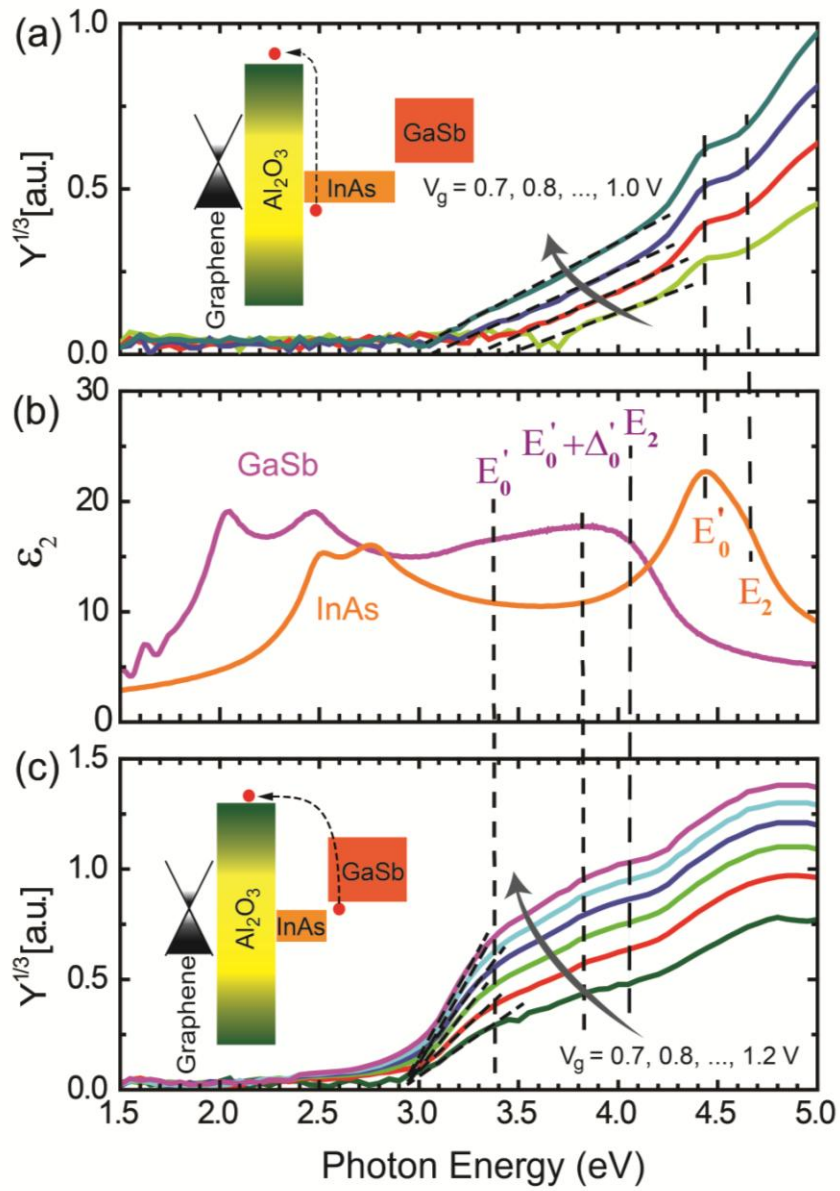 (a)
1.0
0.5
0.0
Y^{1/3}[a.u.]
Graphene
Al₂O₃
InAs
GaSb
V_g = 0.7, 0.8, ..., 1.0 V
(b)
30
20
10
0
ε₂
GaSb
InAs
E₀'
E₀'+Δ₀'
E₂
E₀'
E₂
(c)
1.5
1.0
0.5
0.0
Y^{1/3}[a.u.]
Graphene
Al₂O₃
InAs
GaSb
V_g = 0.7, 0.8, ..., 1.2 V
1.5 2.0 2.5 3.0 3.5 4.0 4.5 5.0
Photon Energy (eV)